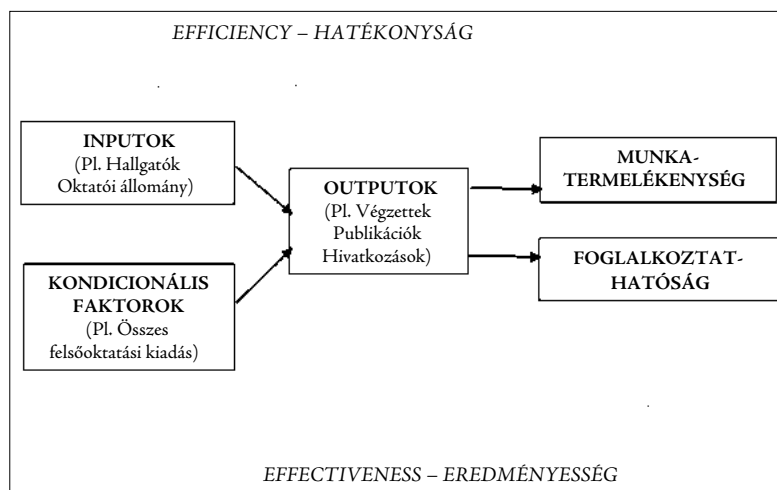 EFFICIENCY – HATÉKONYSÁG
INPUTOK
(Pl. Hallgatók
Oktatói állomány)
KONDICIONÁLIS
FAKTOROK
(Pl. Összes
felsőoktatási kiadás)
OUTPUTOK
(Pl. Végzettek
Publikációk
Hivatkozások)
MUNKA-
TERMELÉKENYSÉG
FOGLALKOZTAT-
HATÓSÁG
EFFECTIVENESS – EREDMÉNYESSÉG